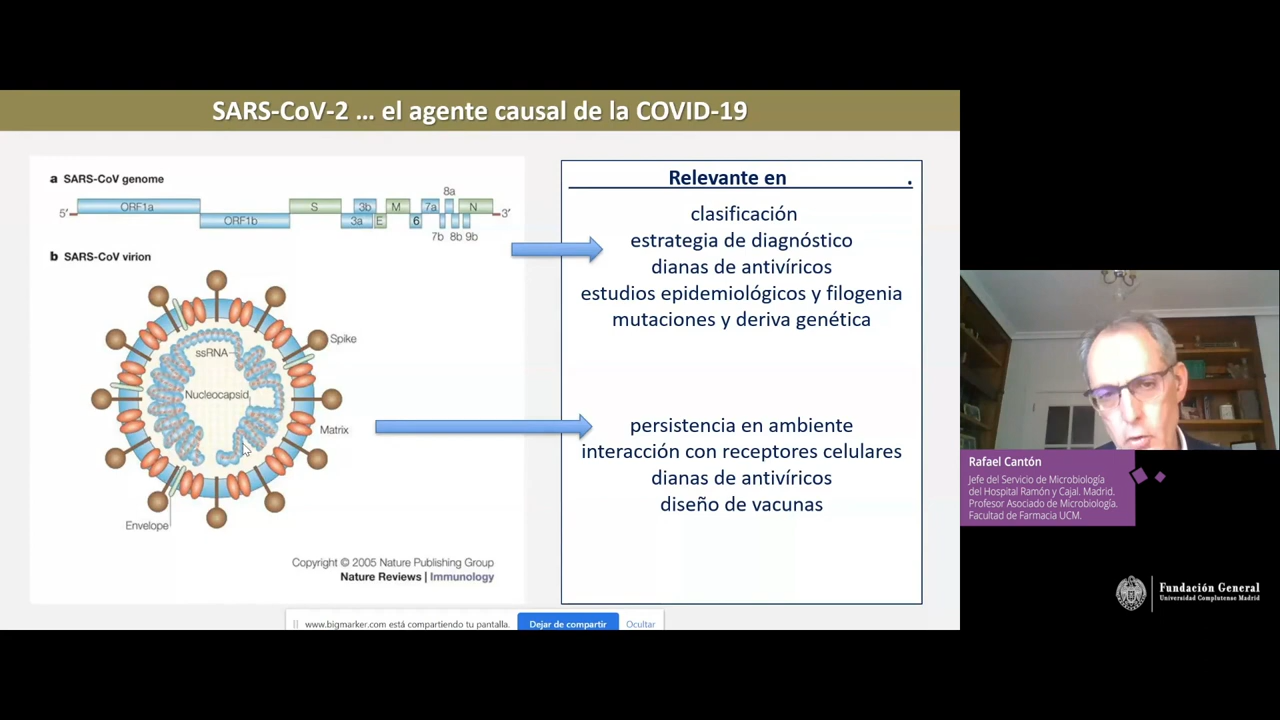 SARS-CoV-2 ... el agente causal de la COVID-19
a SARS-CoV genome
8a
5′
ORF1a
S
3b
M
7a
N
3′
ORF1b
3a
E
6
7b
8b
9b
b SARS-CoV virion
Spike
ssRNA
Nucleocapsid
Matrix
Envelope
Copyright © 2005 Nature Publishing Group
Nature Reviews | Immunology
Relevante en .
clasificación
estrategia de diagnóstico
dianas de antivíricos
estudios epidemiológicos y filogenia
mutaciones y deriva genética
persistencia en ambiente
interacción con receptores celulares
dianas de antivíricos
diseño de vacunas
|| www.bigmarker.com está compartiendo tu pantalla. Dejar de compartir Ocultar
Rafael Cantón
Jefe del Servicio de Microbiología
del Hospital Ramón y Cajal. Madrid.
Profesor Asociado de Microbiología.
Facultad de Farmacia UCM.
Fundación General
Universidad Complutense Madrid